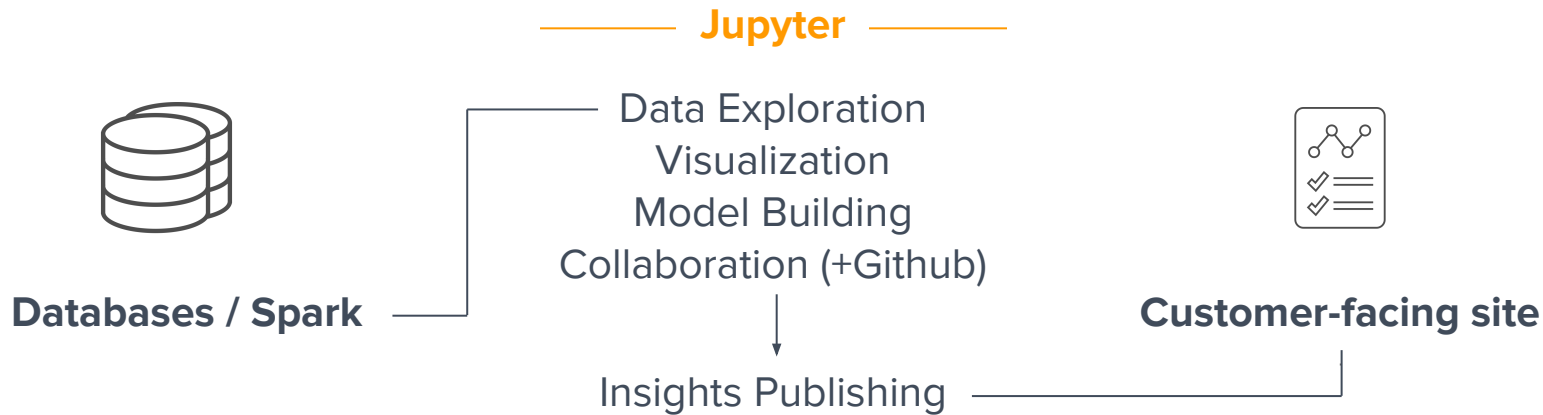 Jupyter
Data Exploration
Visualization
Model Building
Collaboration (+Github)
Databases / Spark
Customer-facing site
Insights Publishing